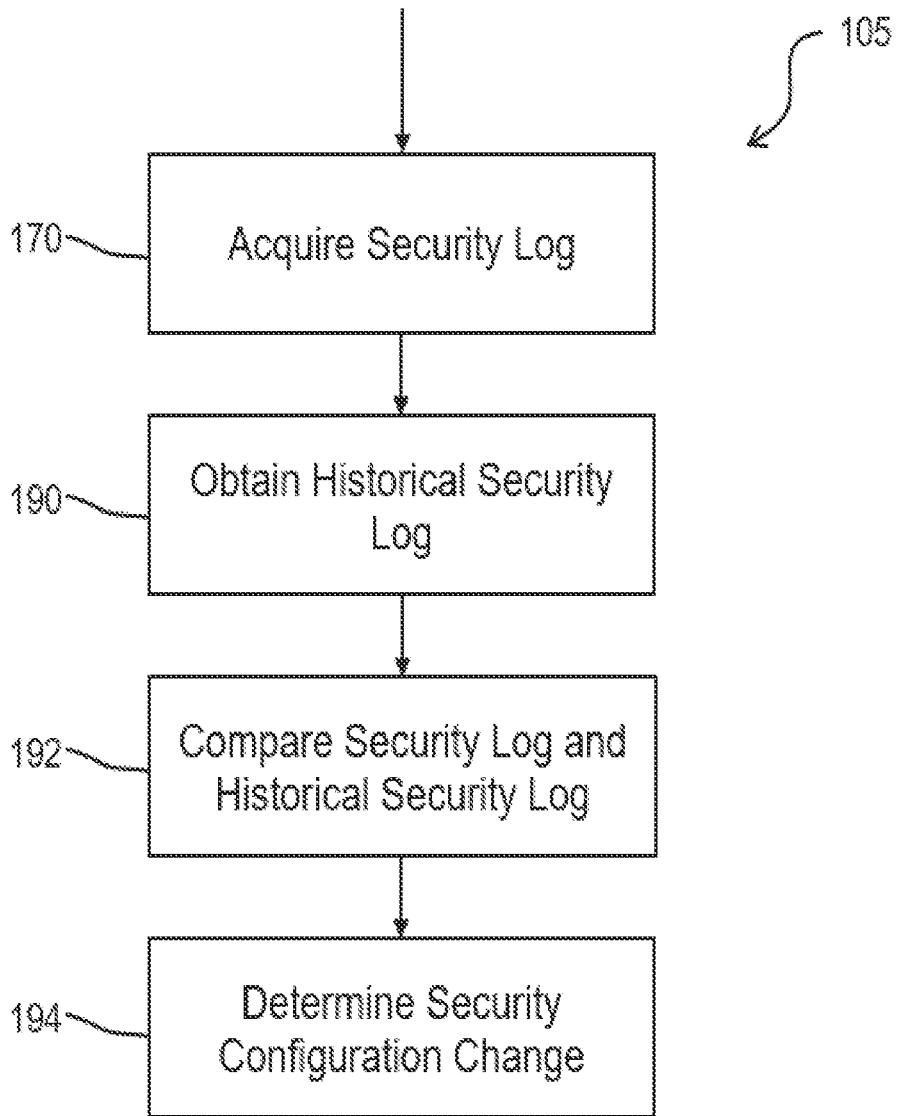 105
170
Acquire Security Log
190
Obtain Historical Security
Log
192
Compare Security Log and
Historical Security Log
194
Determine Security
Configuration Change